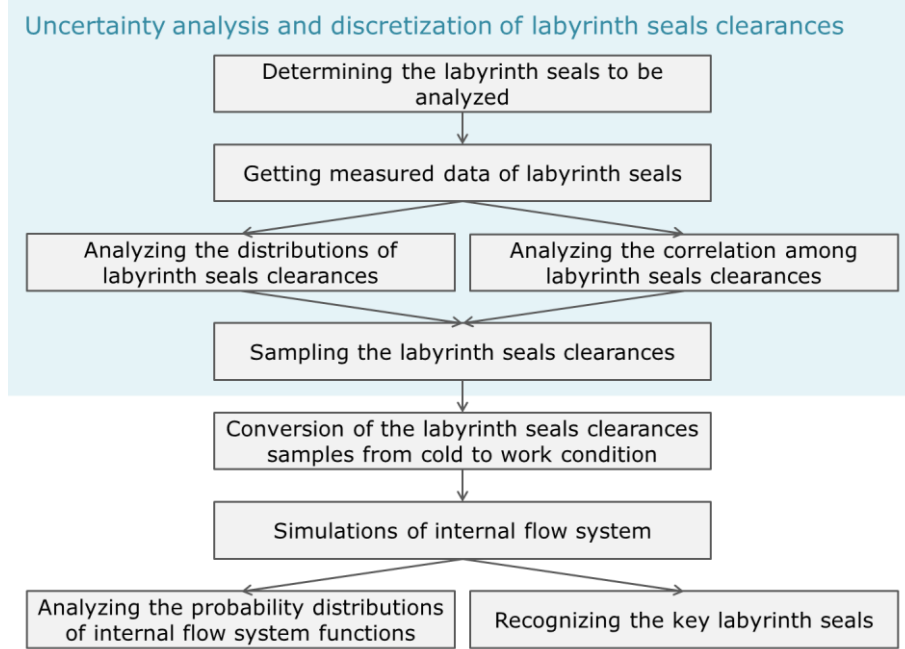 Uncertainty analysis and discretization of labyrinth seals clearances
Determining the labyrinth seals to be
analyzed
Getting measured data of labyrinth seals
Analyzing the distributions of
labyrinth seals clearances
Analyzing the correlation among
labyrinth seals clearances
Sampling the labyrinth seals clearances
Conversion of the labyrinth seals clearances
samples from cold to work condition
Simulations of internal flow system
Analyzing the probability distributions
of internal flow system functions
Recognizing the key labyrinth seals